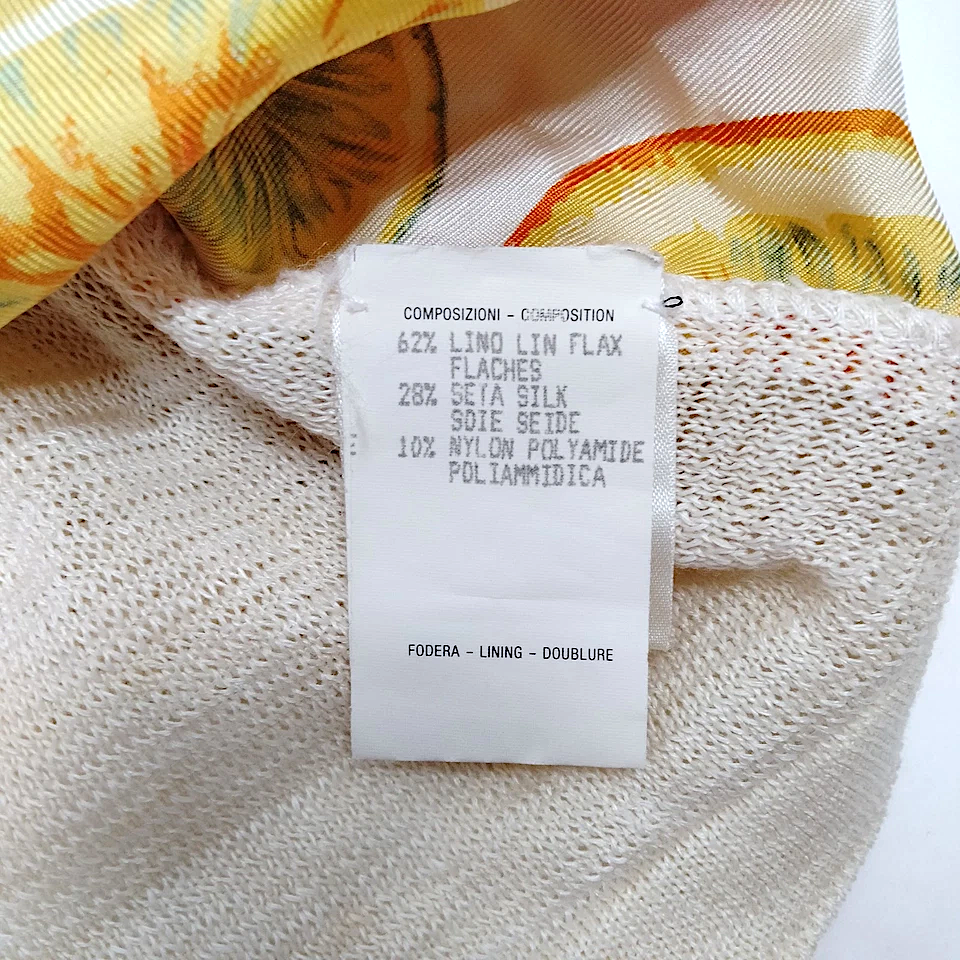 COMPOSIZIONI - COMPOSITION
62% LINO LIN FLAX
FLACHES
28% SETA SILK
SOIE SEIDE
10% NYLON POLYAMIDE
POLIAMMIDICA
FODERA - LINING - DOUBLURE